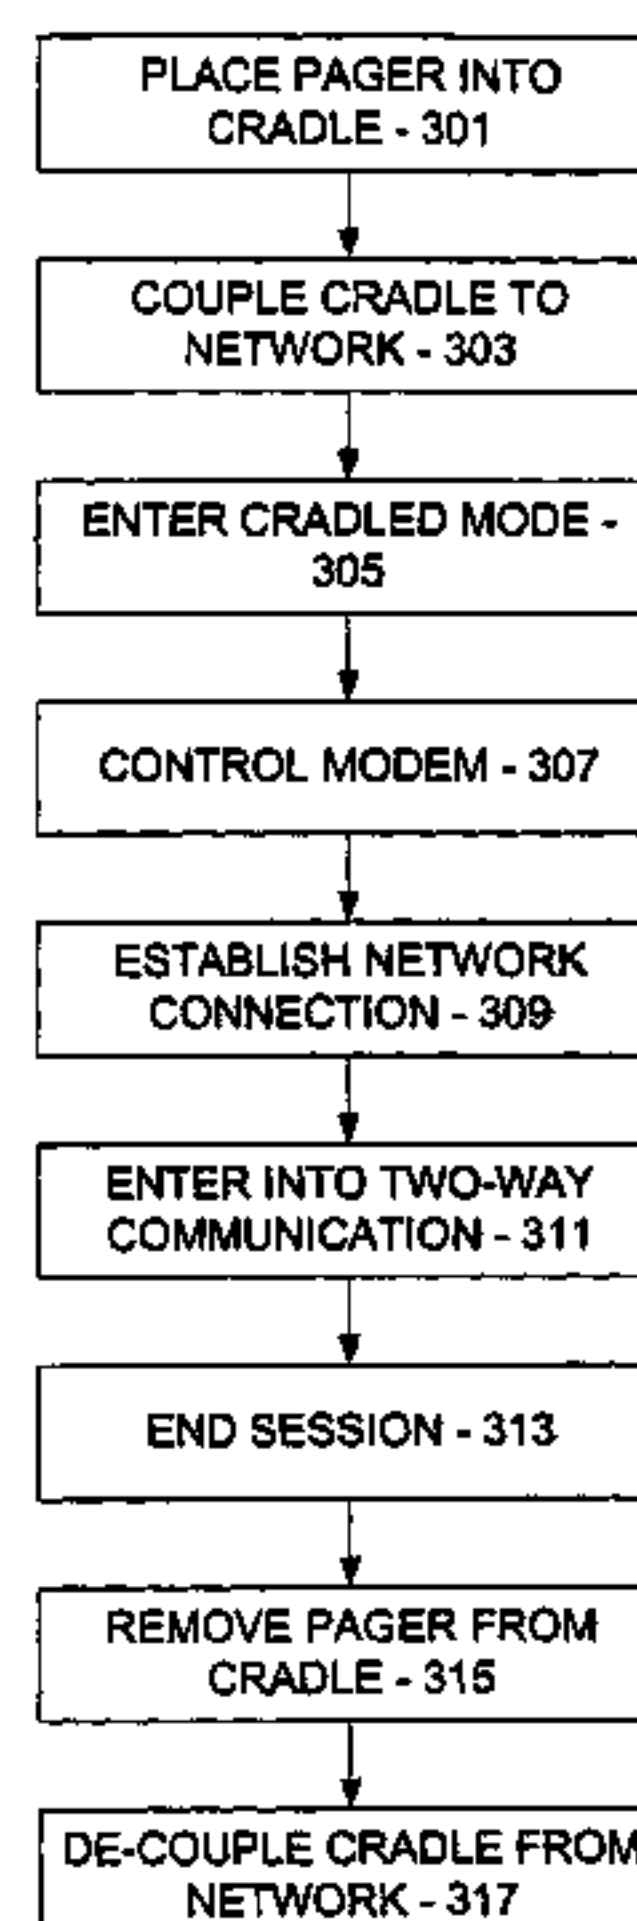 PLACE PAGER INTO
CRADLE - 301
COUPLE CRADLE TO
NETWORK - 303
ENTER CRADLED MODE -
305
CONTROL MODEM - 307
ESTABLISH NETWORK
CONNECTION - 309
ENTER INTO TWO-WAY
COMMUNICATION - 311
END SESSION - 313
REMOVE PAGER FROM
CRADLE - 315
DE-COUPLE CRADLE FROM
NETWORK - 317